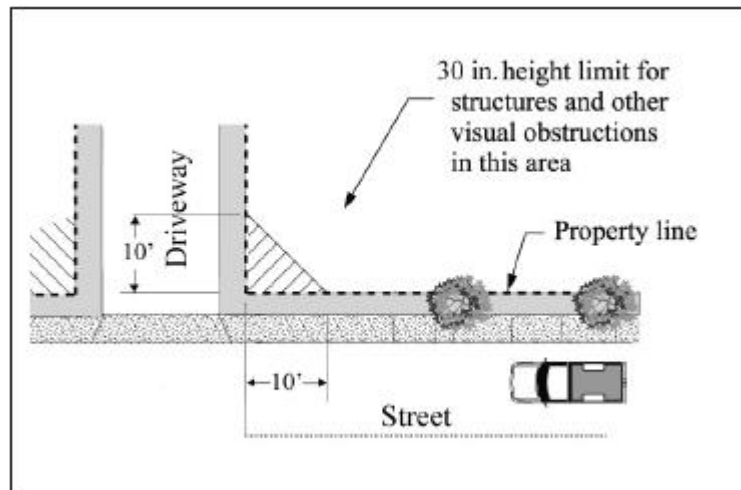 30 in. height limit for
structures and other
visual obstructions
in this area
Driveway
10’
Property line
10’
Street